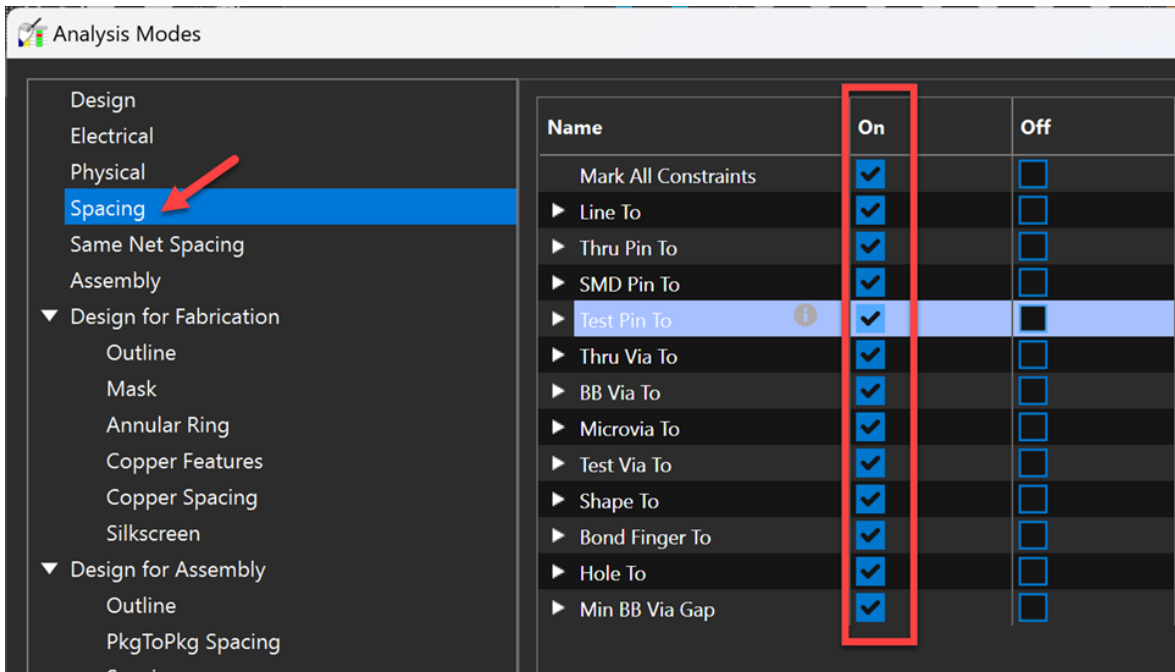 Analysis Modes
Design
Electrical
Physical
Spacing
Same Net Spacing
Assembly
Design for Fabrication
Outline
Mask
Annular Ring
Copper Features
Copper Spacing
Silkscreen
Design for Assembly
Outline
PkgToPkg Spacing
Name On Off
Mark All Constraints
Line To
Thru Pin To
SMD Pin To
Test Pin To
Thru Via To
BB Via To
Microvia To
Test Via To
Shape To
Bond Finger To
Hole To
Min BB Via Gap